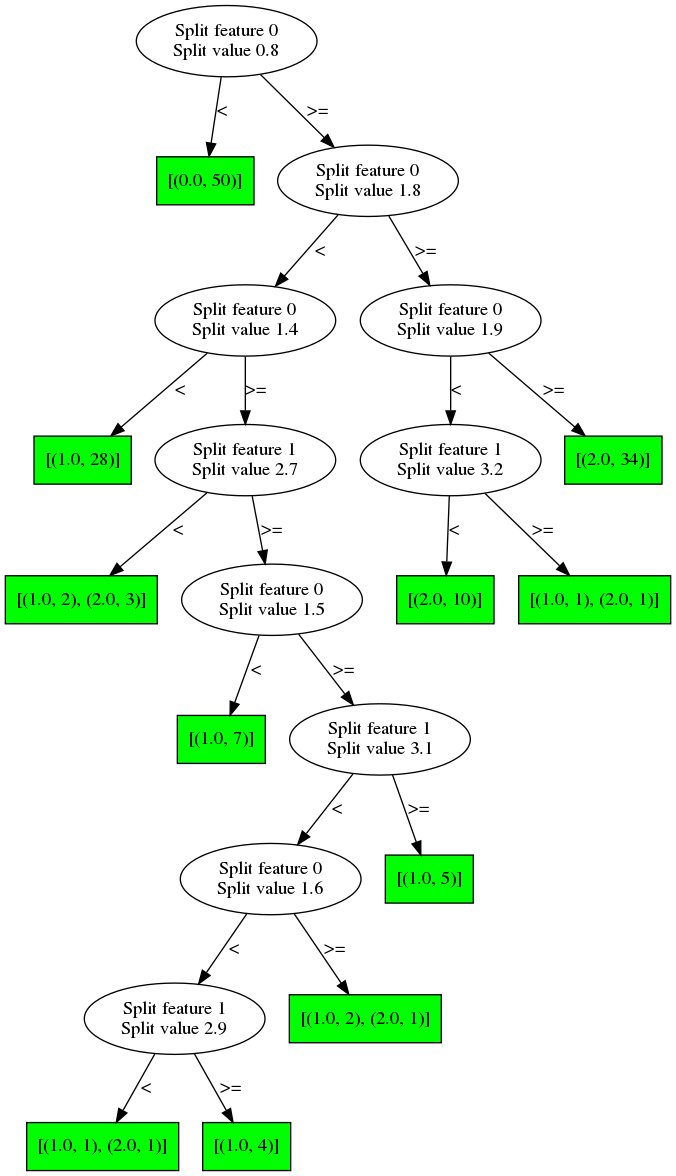 Split feature 0
Split value 0.8
<
>=
[(0.0, 50)]
Split feature 0
Split value 1.8
<
>=
Split feature 0
Split value 1.4
Split feature 0
Split value 1.9
<
>=
<
>=
[(1.0, 28)]
Split feature 1
Split value 2.7
Split feature 1
Split value 3.2
[(2.0, 34)]
<
>=
<
>=
[(1.0, 2), (2.0, 3)]
Split feature 0
Split value 1.5
[(2.0, 10)]
[(1.0, 1), (2.0, 1)]
<
>=
[(1.0, 7)]
Split feature 1
Split value 3.1
<
>=
Split feature 0
Split value 1.6
[(1.0, 5)]
<
>=
Split feature 1
Split value 2.9
[(1.0, 2), (2.0, 1)]
<
>=
[(1.0, 1), (2.0, 1)]
[(1.0, 4)]